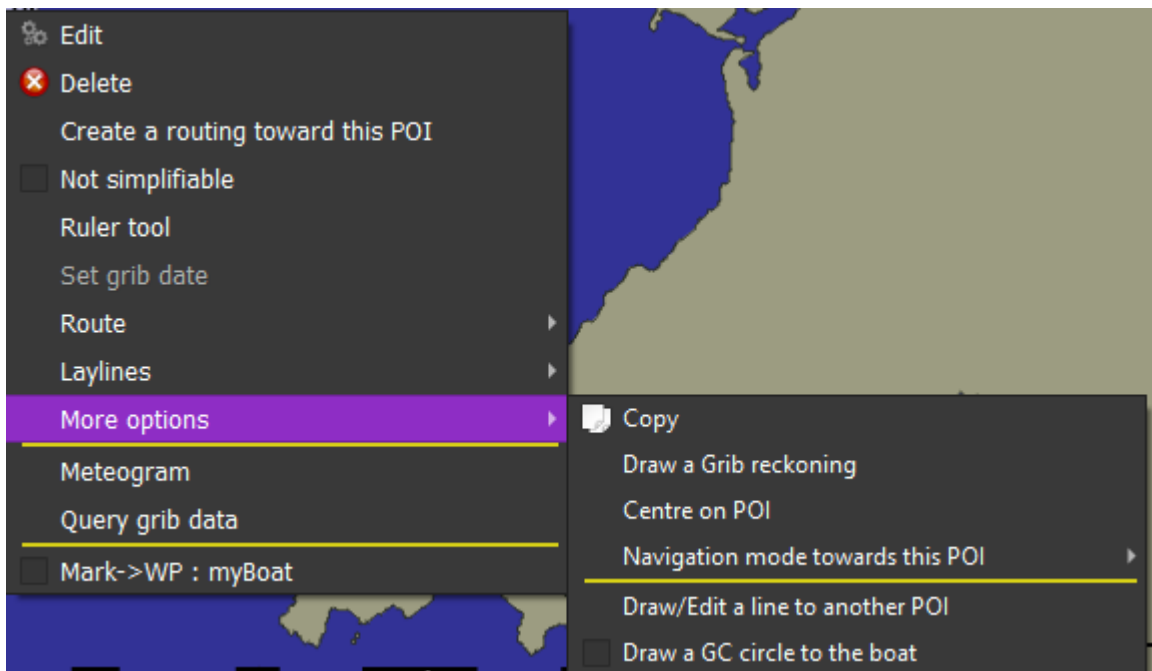 Edit
Delete
Create a routing toward this POI
Not simplifiable
Ruler tool
Set grib date
Route
Laylines
More options
Meteogram
Query grib data
Mark->WP : myBoat
Copy
Draw a Grib reckoning
Centre on POI
Navigation mode towards this POI
Draw/Edit a line to another POI
Draw a GC circle to the boat